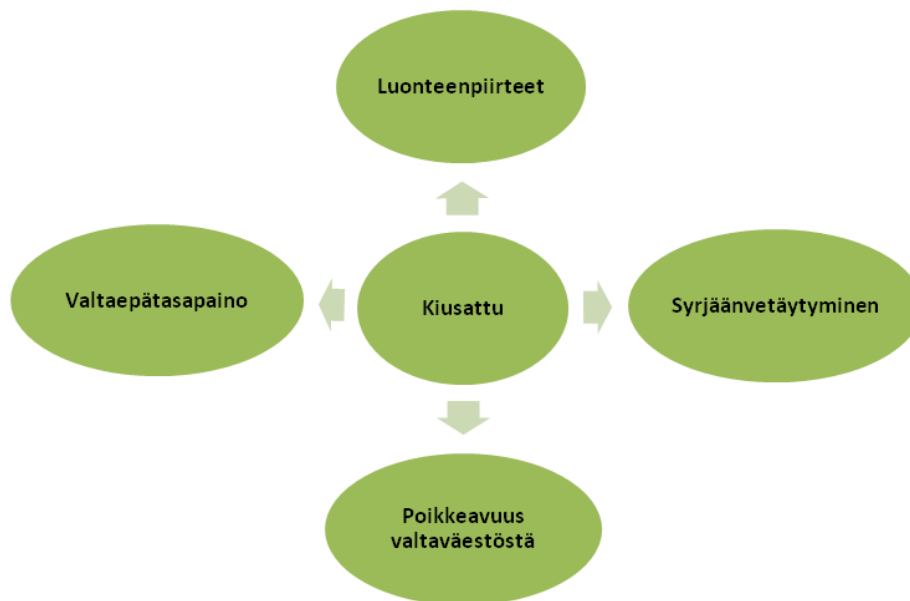 Luonteenpiirteet
Valtaepätasapaino
Kiusattu
Syrjäänvetäytyminen
Poikkeavuus
valtaväestöstä